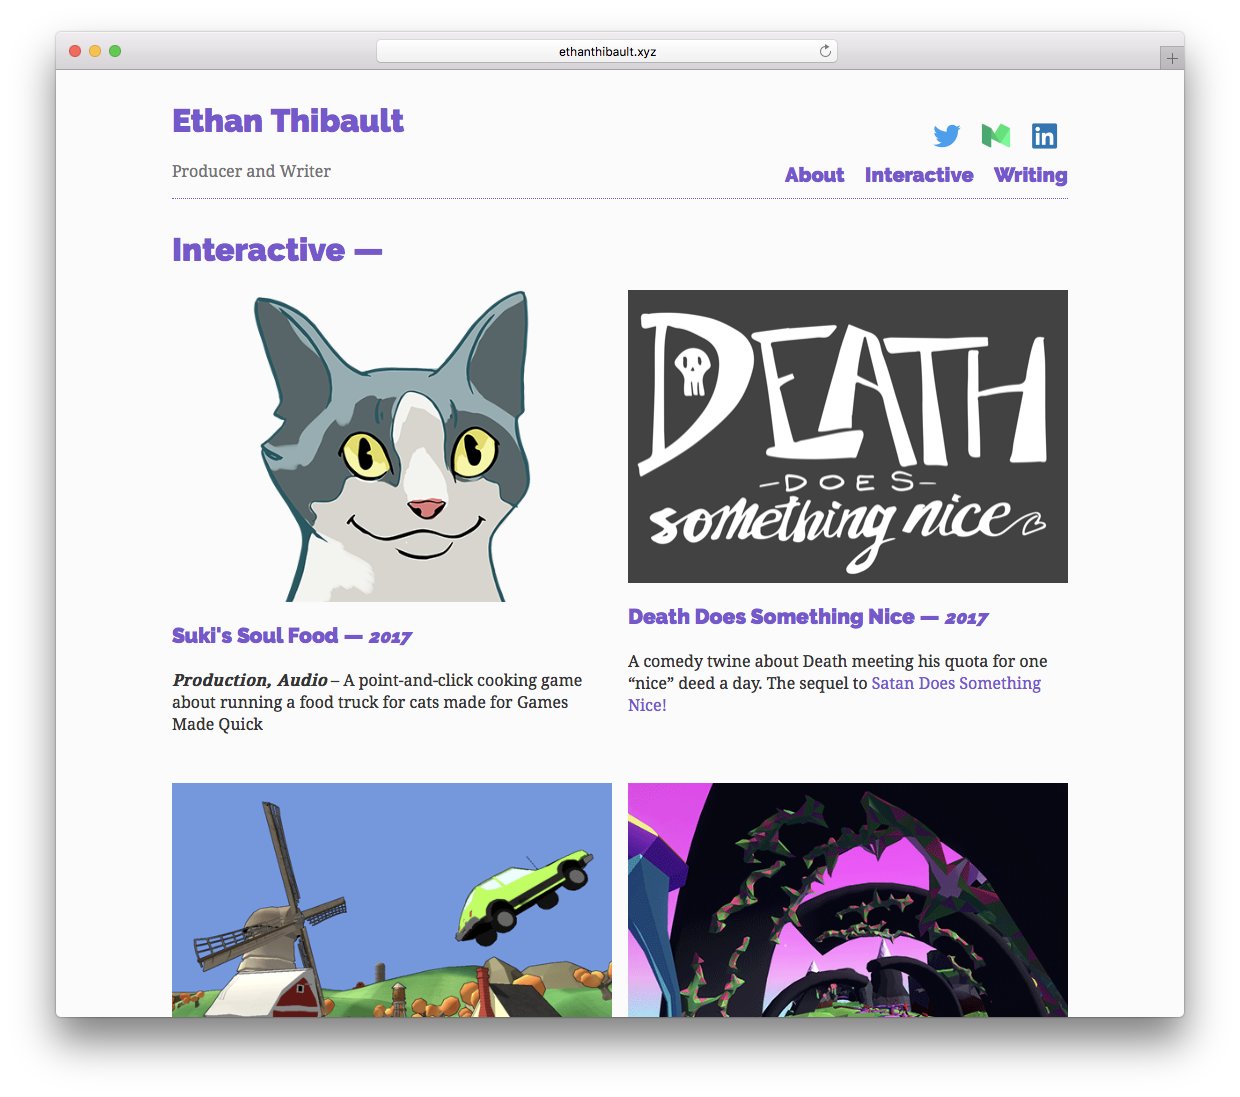 ethanthibault.xyz
Ethan Thibault
Producer and Writer
in
About Interactive Writing
Interactive —
DEATH
–DOES–
something nice
Suki's Soul Food — 2017
Production, Audio – A point-and-click cooking game
about running a food truck for cats made for Games
Made Quick
Death Does Something Nice — 2017
A comedy twine about Death meeting his quota for one
“nice” deed a day. The sequel to Satan Does Something
Nice!